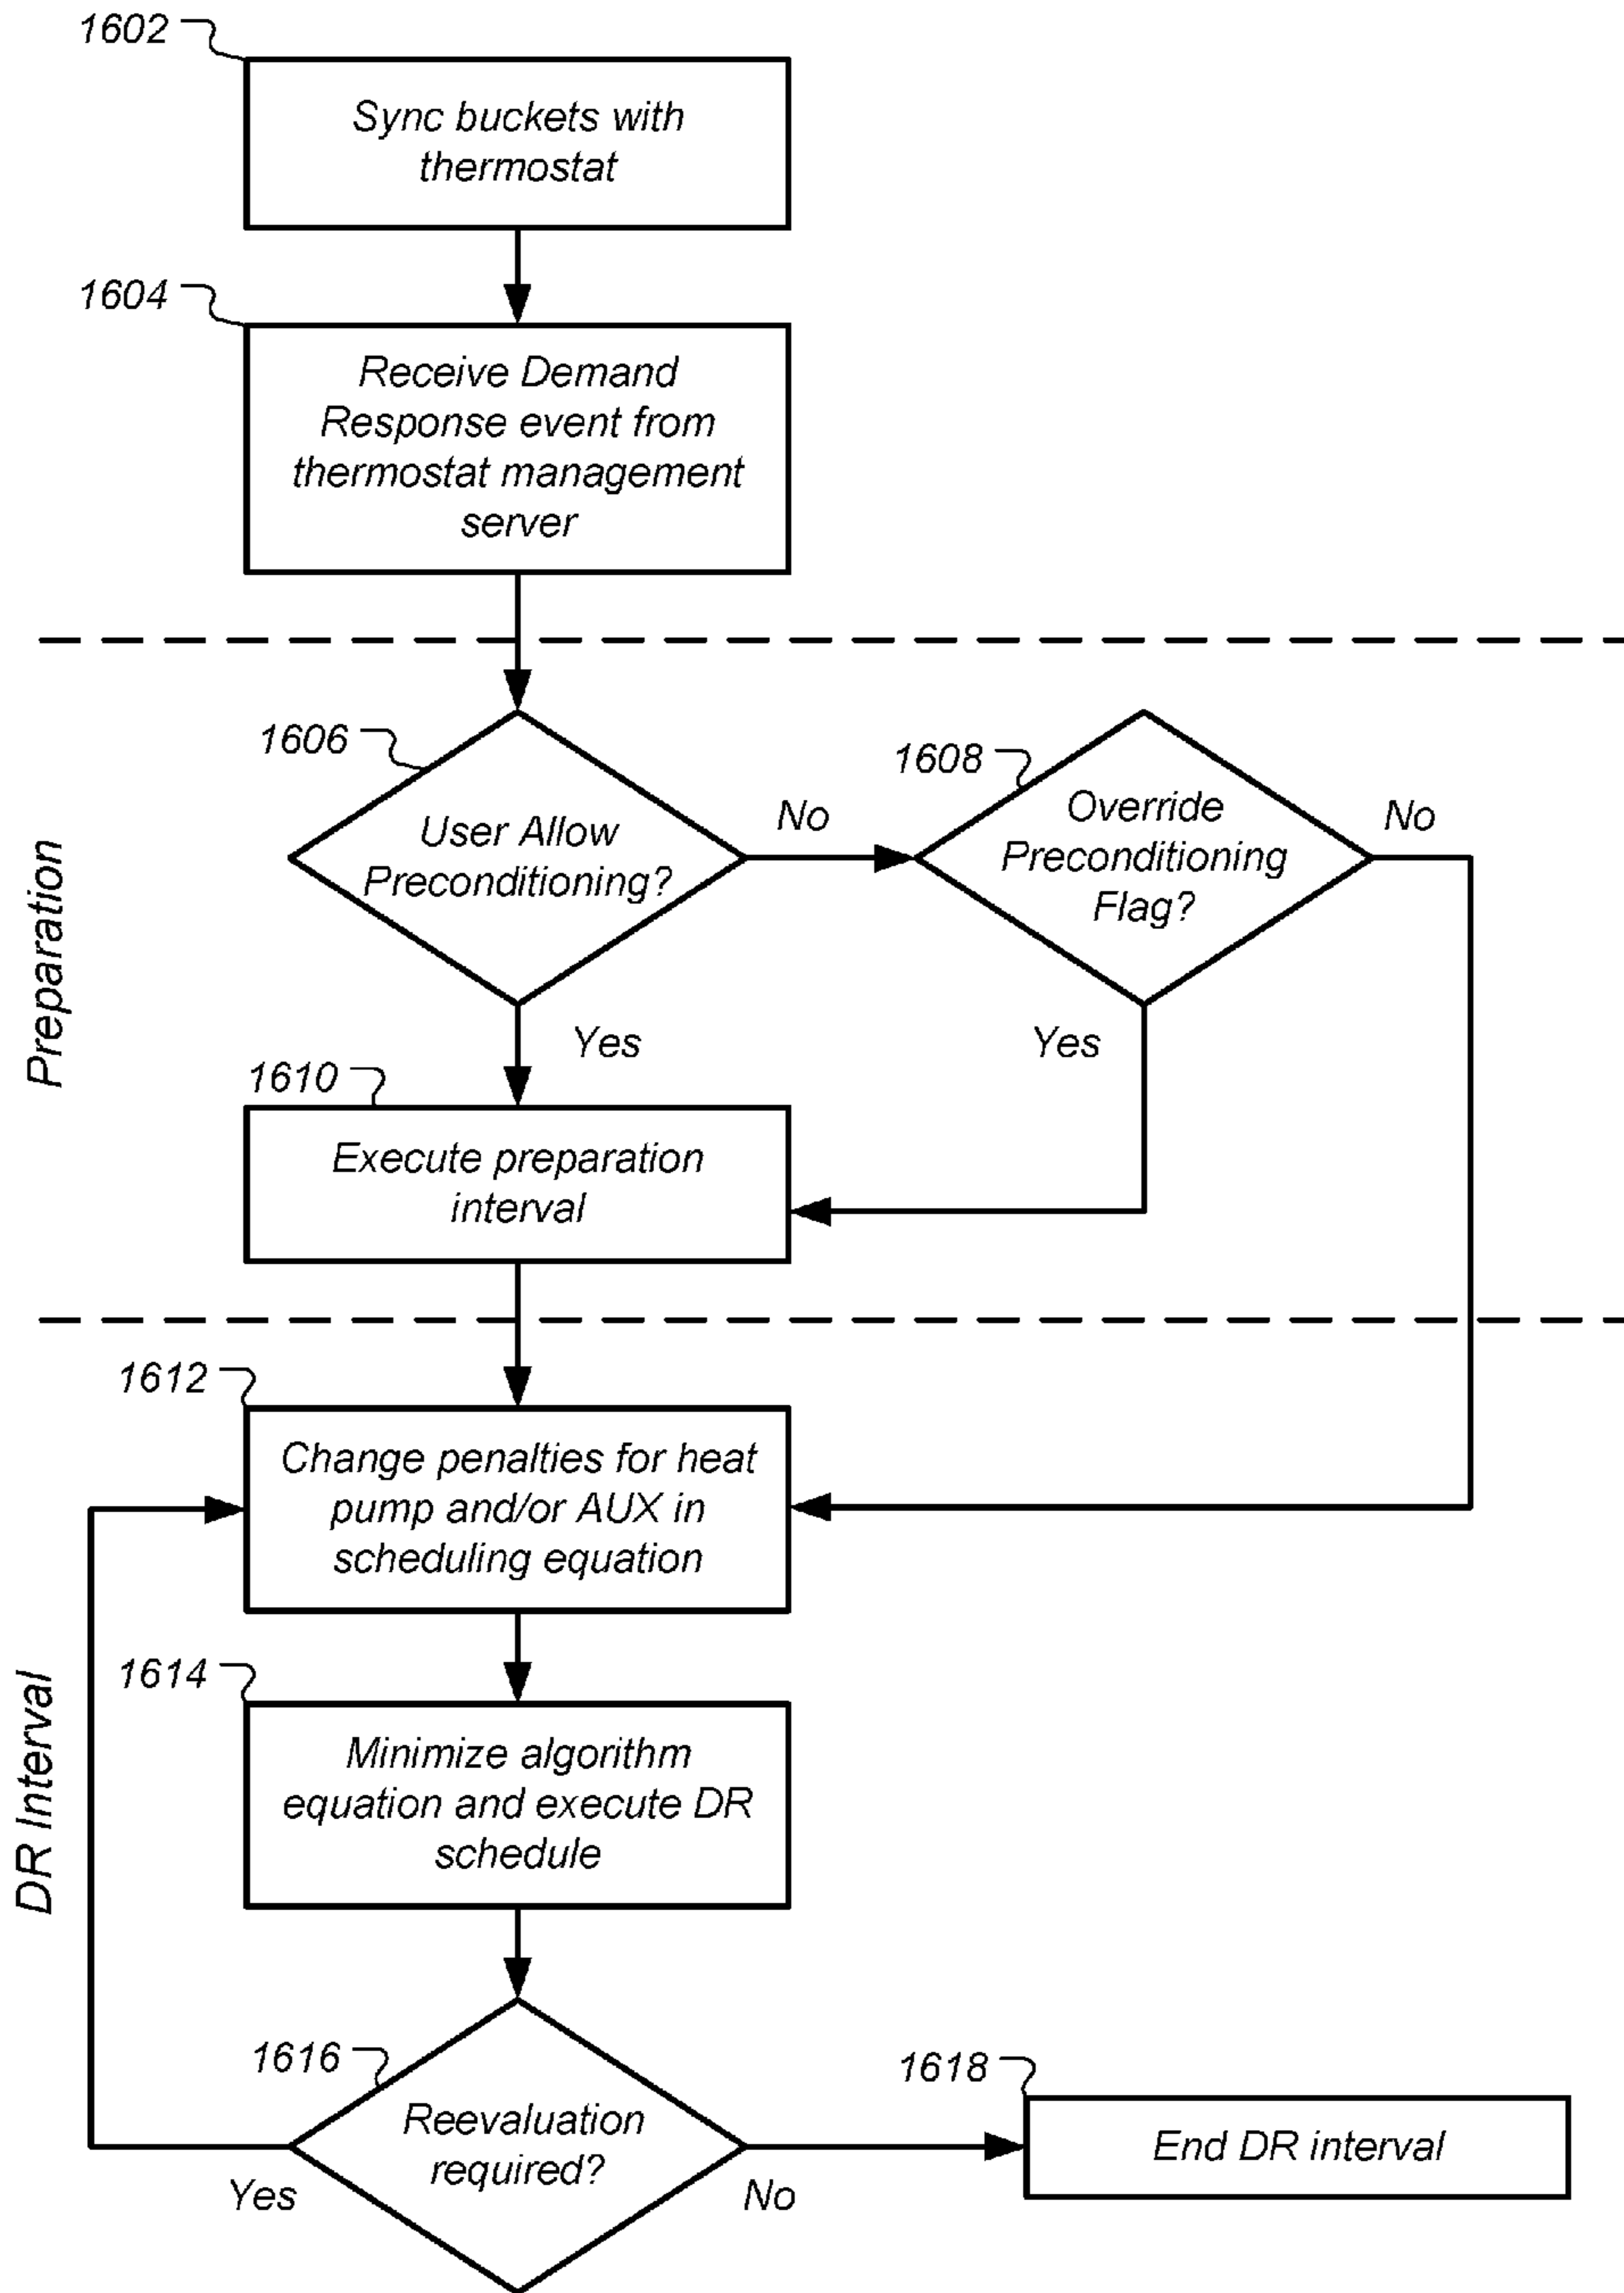 1602
Sync buckets with
thermostat
1604
Receive Demand
Response event from
thermostat management
server
Preparation
1606
User Allow
Preconditioning?
No
1608
Override
Preconditioning
Flag?
No
Yes
Yes
1610
Execute preparation
interval
DR Interval
1612
Change penalties for heat
pump and/or AUX in
scheduling equation
1614
Minimize algorithm
equation and execute DR
schedule
1616
Reevaluation
required?
Yes
No
1618
End DR interval